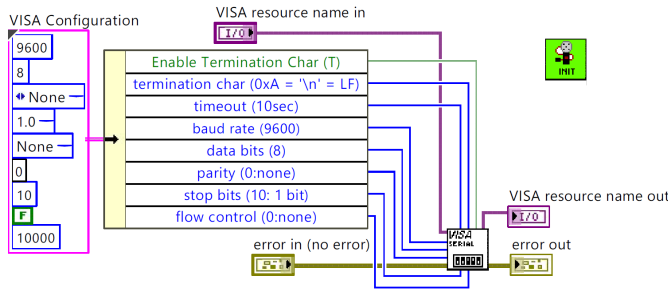 VISA Configuration
VISA resource name in
I/O
9600
8
None
1.0
None
0
10
F
10000
Enable Termination Char (T)
termination char (0xA = '\n' = LF)
timeout (10sec)
baud rate (9600)
data bits (8)
parity (0:none)
stop bits (10: 1 bit)
flow control (0:none)
INIT
VISA resource name out
I/O
VISA
SERIAL
error in (no error)
error out